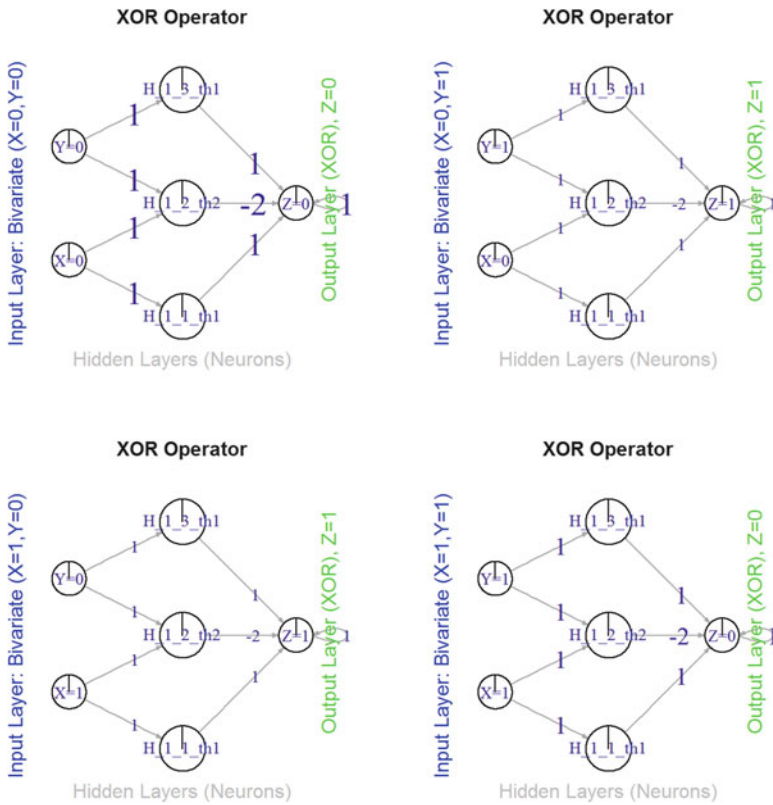 XOR Operator
Input Layer: Bivariate (X=0,Y=0)
H_1_3_th1
1
1
Y=0
1
H_1_2_th2
-2
Z=0
1
1
X=0
1
1
H_1_1_th1
Output Layer (XOR), Z=0
Hidden Layers (Neurons)
XOR Operator
Input Layer: Bivariate (X=0,Y=1)
H_1_3_th1
1
1
Y=1
1
H_1_2_th2
-2
Z=1
1
1
X=0
1
1
H_1_1_th1
Output Layer (XOR), Z=1
Hidden Layers (Neurons)
XOR Operator
Input Layer: Bivariate (X=1,Y=0)
H_1_3_th1
1
1
Y=0
1
H_1_2_th2
-2
Z=1
1
1
X=1
1
1
H_1_1_th1
Output Layer (XOR), Z=1
Hidden Layers (Neurons)
XOR Operator
Input Layer: Bivariate (X=1,Y=1)
H_1_3_th1
1
1
Y=1
1
H_1_2_th2
-2
Z=0
1
1
X=1
1
1
H_1_1_th1
Output Layer (XOR), Z=0
Hidden Layers (Neurons)